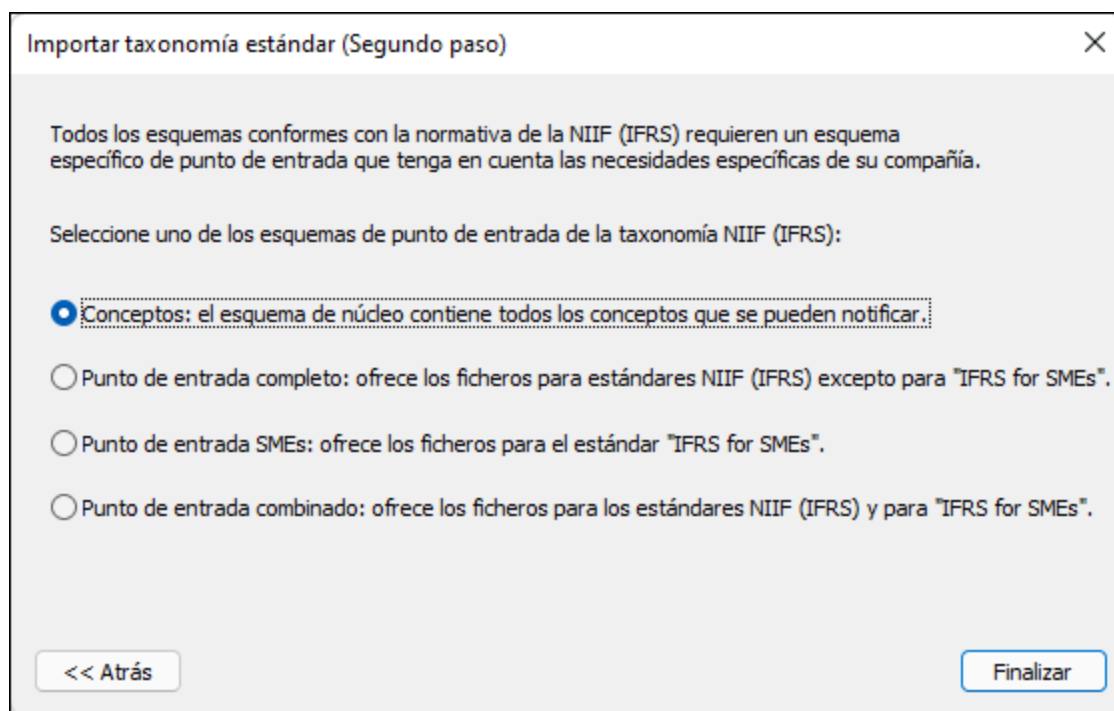 Importar taxonomía estándar (Segundo paso)
Todos los esquemas conformes con la normativa de la NIIF (IFRS) requieren un esquema
específico de punto de entrada que tenga en cuenta las necesidades específicas de su compañía.
Seleccione uno de los esquemas de punto de entrada de la taxonomía NIIF (IFRS):
Conceptos: el esquema de núcleo contiene todos los conceptos que se pueden notificar.
Punto de entrada completo: ofrece los ficheros para estándares NIIF (IFRS) excepto para "IFRS for SMEs".
Punto de entrada SMEs: ofrece los ficheros para el estándar "IFRS for SMEs".
Punto de entrada combinado: ofrece los ficheros para los estándares NIIF (IFRS) y para "IFRS for SMEs".
<< Atrás
Finalizar